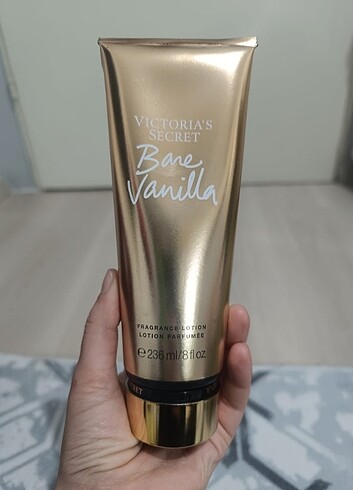 VICTORIA'S
SECRET
Bare
Vanilla
FRAGRANCE LOTION
LOTION PARFUMÉE
℮ 236 ml/8 fl oz